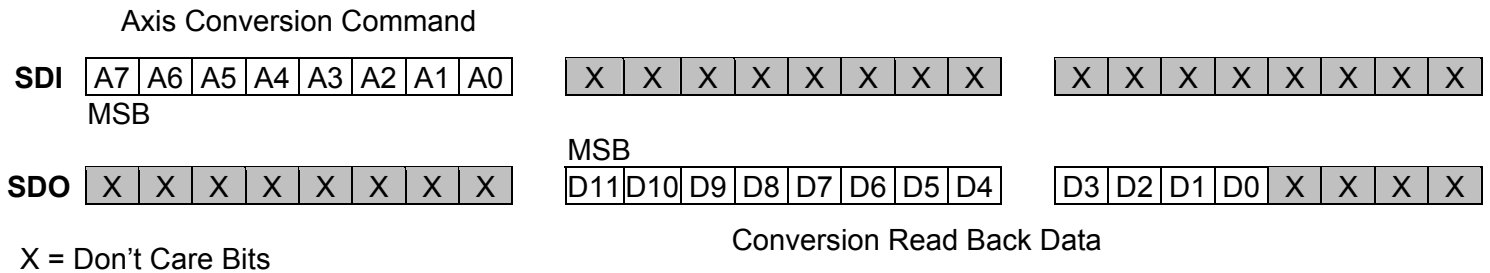 Axis Conversion Command
SDI A7 A6 A5 A4 A3 A2 A1 A0 X X X X X X X X X X X X X X X X
MSB
MSB
SDO X X X X X X X X D11 D10 D9 D8 D7 D6 D5 D4 D3 D2 D1 D0 X X X X
Conversion Read Back Data
X = Don’t Care Bits